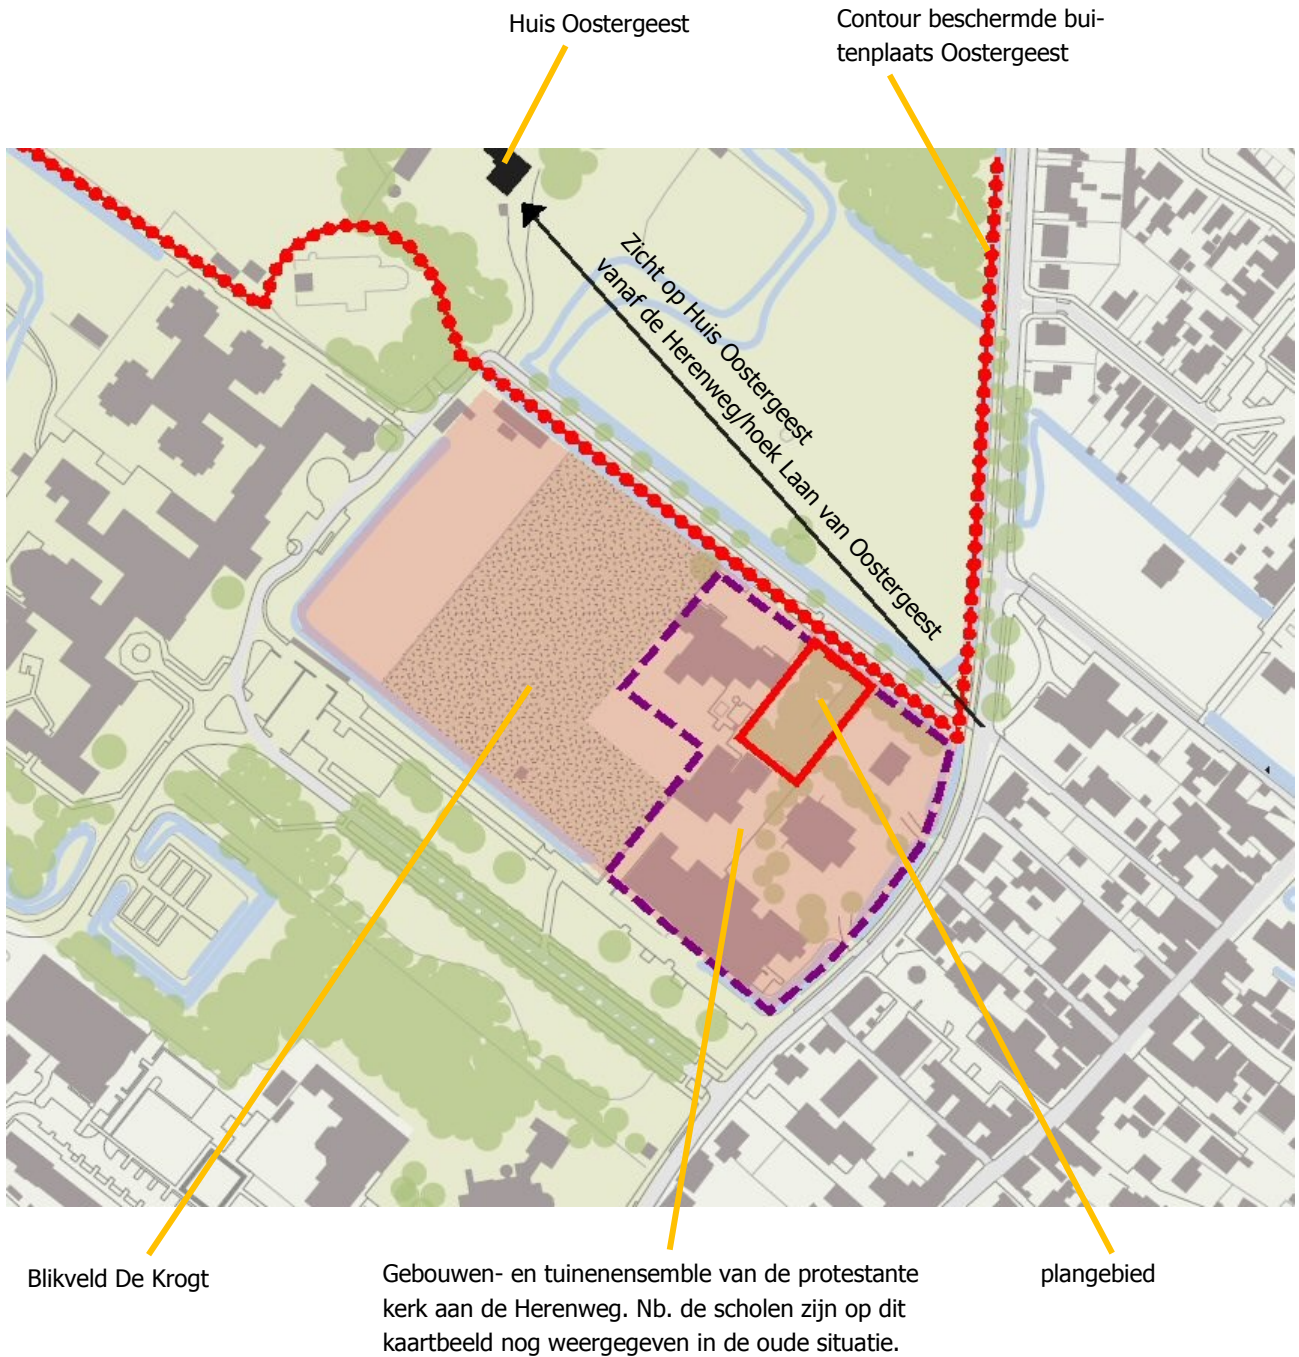 Huis Oostergeest
Contour beschermde bui-
tenplaats Oostergeest
Zicht op Huis Oostergeest
vanaf de Herenweg/hoek Laan van Oostergeest
Blikveld De Krogt
Gebouwen- en tuinenensemble van de protestante
kerk aan de Herenweg. Nb. de scholen zijn op dit
kaartbeeld nog weergegeven in de oude situatie.
plangebied